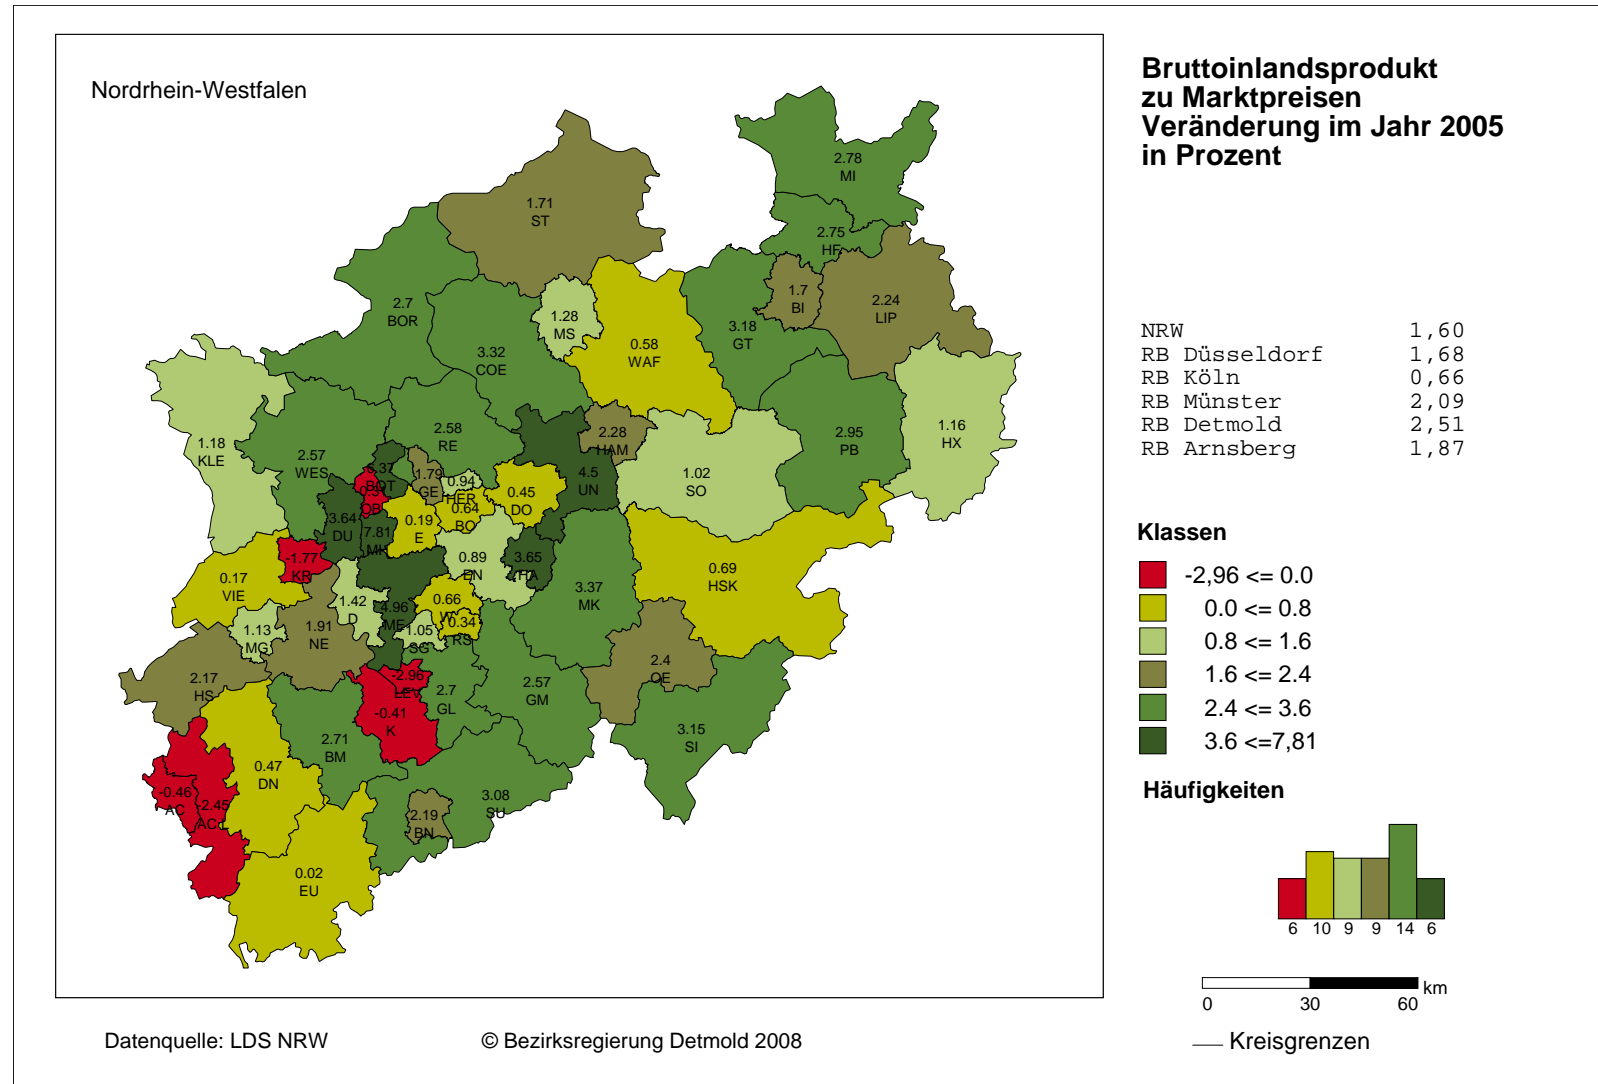 Nordrhein-Westfalen
Bruttoinlandsprodukt
zu Marktpreisen
Veränderung im Jahr 2005
in Prozent
2.78
MI
1.71
ST
2.75
HF
1.7
BI
2.24
LIP
2.7
BOR
1.28
MS
3.18
GT
3.32
COE
0.58
WAF
NRW 1,60
RB Düsseldorf 1,68
RB Köln 0,66
RB Münster 2,09
RB Detmold 2,51
RB Arnsberg 1,87
1.18
KLE
2.57
WES
2.58
RE
2.28
HAM
2.95
PB
1.16
HX
6.37
BOT
1.79
GE
0.94
HER
4.5
UN
1.02
SO
OB
0.45
DO
0.64
BO
3.64
DU
7.81
MH
0.19
E
-1.77
KR
0.89
EN
3.65
HA
0.17
VIE
3.37
MK
0.69
HSK
1.42
D
4.96
ME
0.66
W
0.34
RS
1.13
MG
1.91
NE
1.05
SG
2.17
HS
-2.96
LEV
2.7
GL
2.57
GM
2.4
OE
-0.41
K
2.71
BM
3.15
SI
0.47
DN
-0.46
AC
-2.45
3.08
SU
2.19
BN
0.02
EU
Klassen
-2,96 <= 0.0
0.0 <= 0.8
0.8 <= 1.6
1.6 <= 2.4
2.4 <= 3.6
3.6 <=7,81
Häufigkeiten
6 10 9 9 14 6
km
0 30 60
Kreisgrenzen
Datenquelle: LDS NRW
© Bezirksregierung Detmold 2008